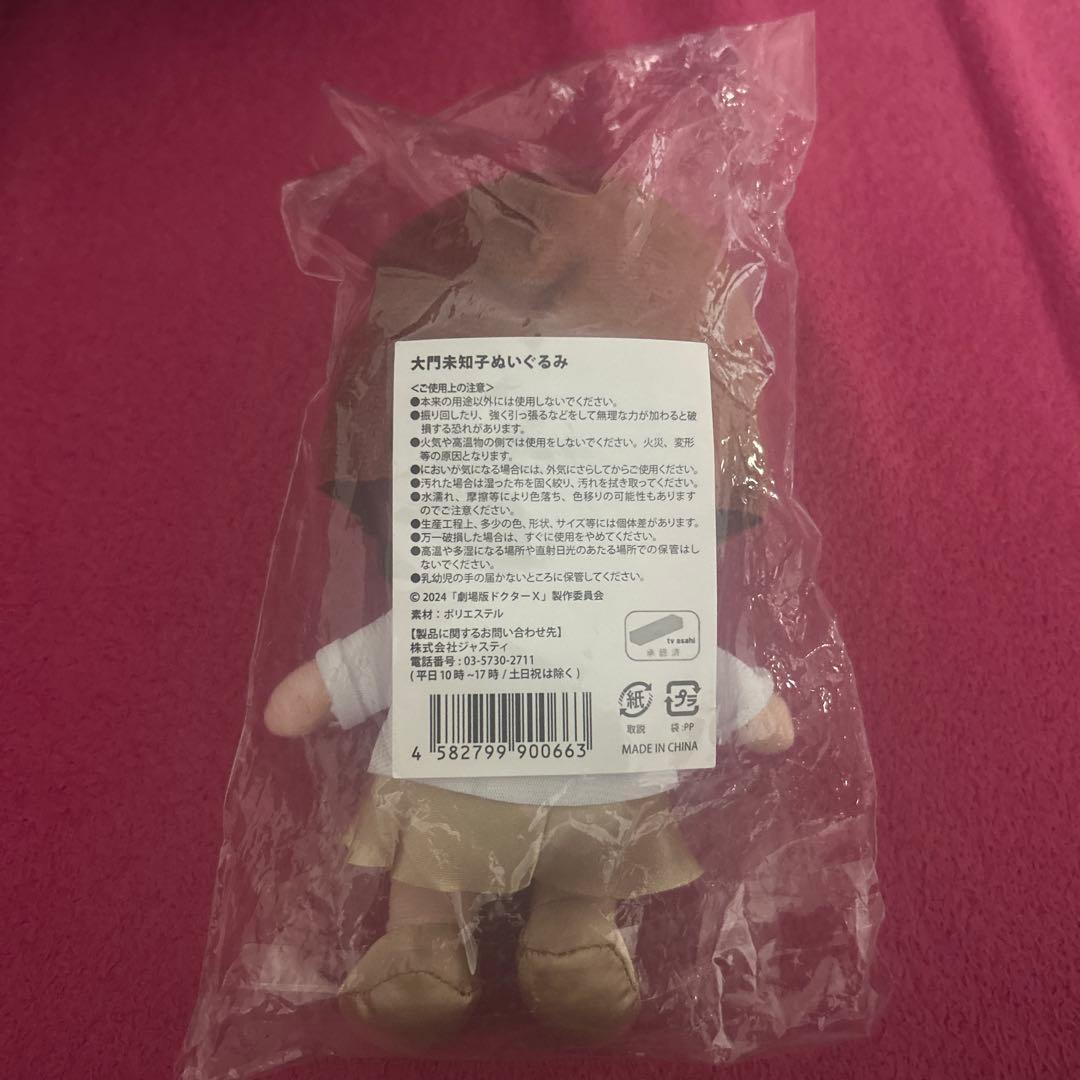 大門未知子ぬいぐるみ
<ご使用上の注意>
●本来の用途以外には使用しないでください。
●振り回したり、強く引っ張るなどをして無理な力が加わると破
損する恐れがあります。
●火気や高温物の側では使用をしないでください。火災、変形
等の原因となります。
●においが気になる場合には、外気にさらしてからご使用ください。
●汚れた場合は湿った布を固く絞り、汚れを拭き取ってください。
●水濡れ、摩擦等により色落ち、色移りの可能性もあります
のでご注意ください。
●生産工程上、多少の色、形状、サイズ等には個体差があります。
●万一破損した場合は、すぐに使用をやめてください。
●高温や多湿になる場所や直射日光のあたる場所での保管はし
ないでください。
●乳幼児の手の届かないところに保管してください。
© 2024「劇場版ドクターX」製作委員会
素材:ポリエステル
【製品に関するお問い合わせ先】
株式会社ジャスティ
電話番号:03-5730-2711
(平日10時~17時/土日祝は除く)
tv asahi
承認済
紙
取説
プラ
袋:PP
MADE IN CHINA
4 582799 900663